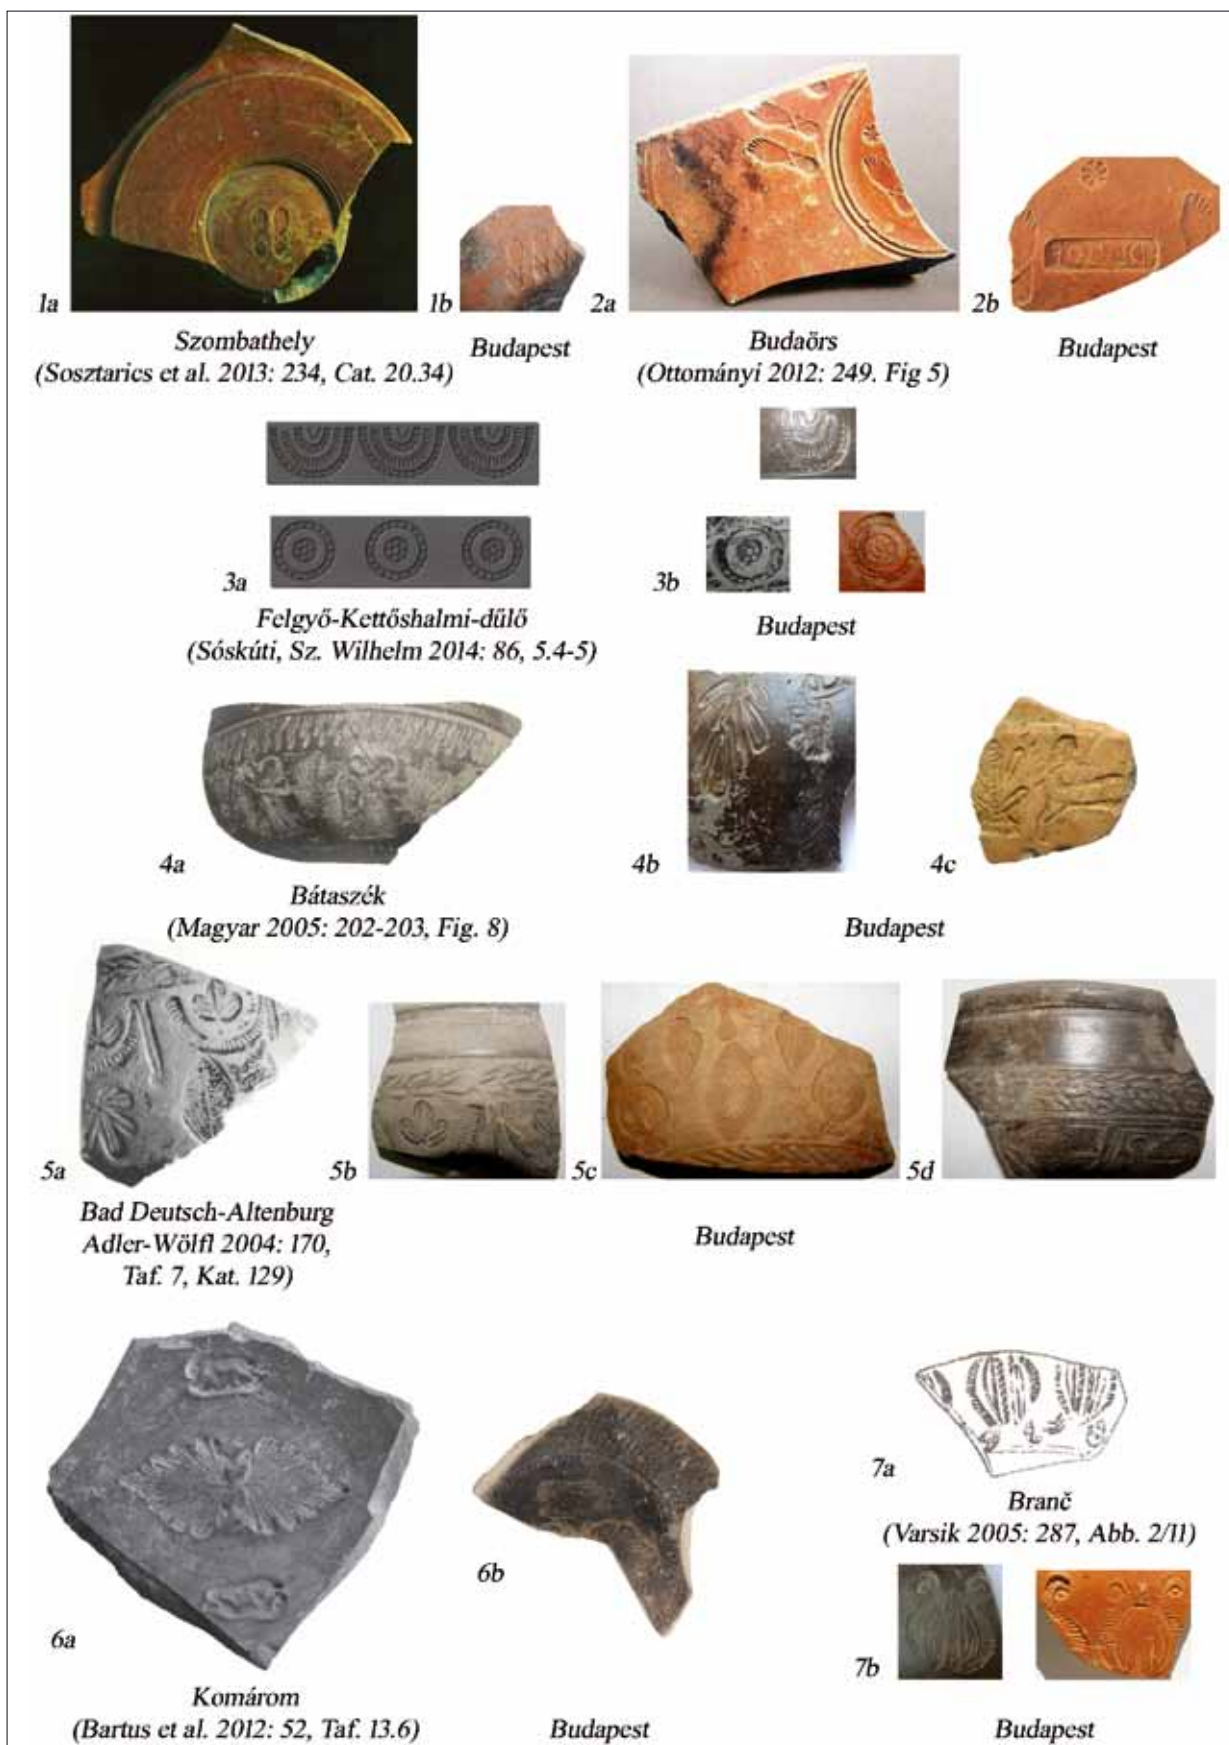 1a
1b
2a
2b
Szombathely
(Sosztarics et al. 2013: 234, Cat. 20.34)
Budapest
Budaörs
(Ottományi 2012: 249. Fig 5)
Budapest
3a
3b
Felgyő-Kettőshalmi-dűlő
(Sóskúti, Sz. Wilhelm 2014: 86, 5.4-5)
Budapest
4a
4b
4c
Bátaszék
(Magyar 2005: 202-203, Fig. 8)
Budapest
5a
5b
5c
5d
Bad Deutsch-Altenburg
Adler-Wölfl 2004: 170,
Taf. 7, Kat. 129)
Budapest
6a
6b
7a
Branč
(Varsik 2005: 287, Abb. 2/11)
7b
Komárom
(Bartus et al. 2012: 52, Taf. 13.6)
Budapest
Budapest